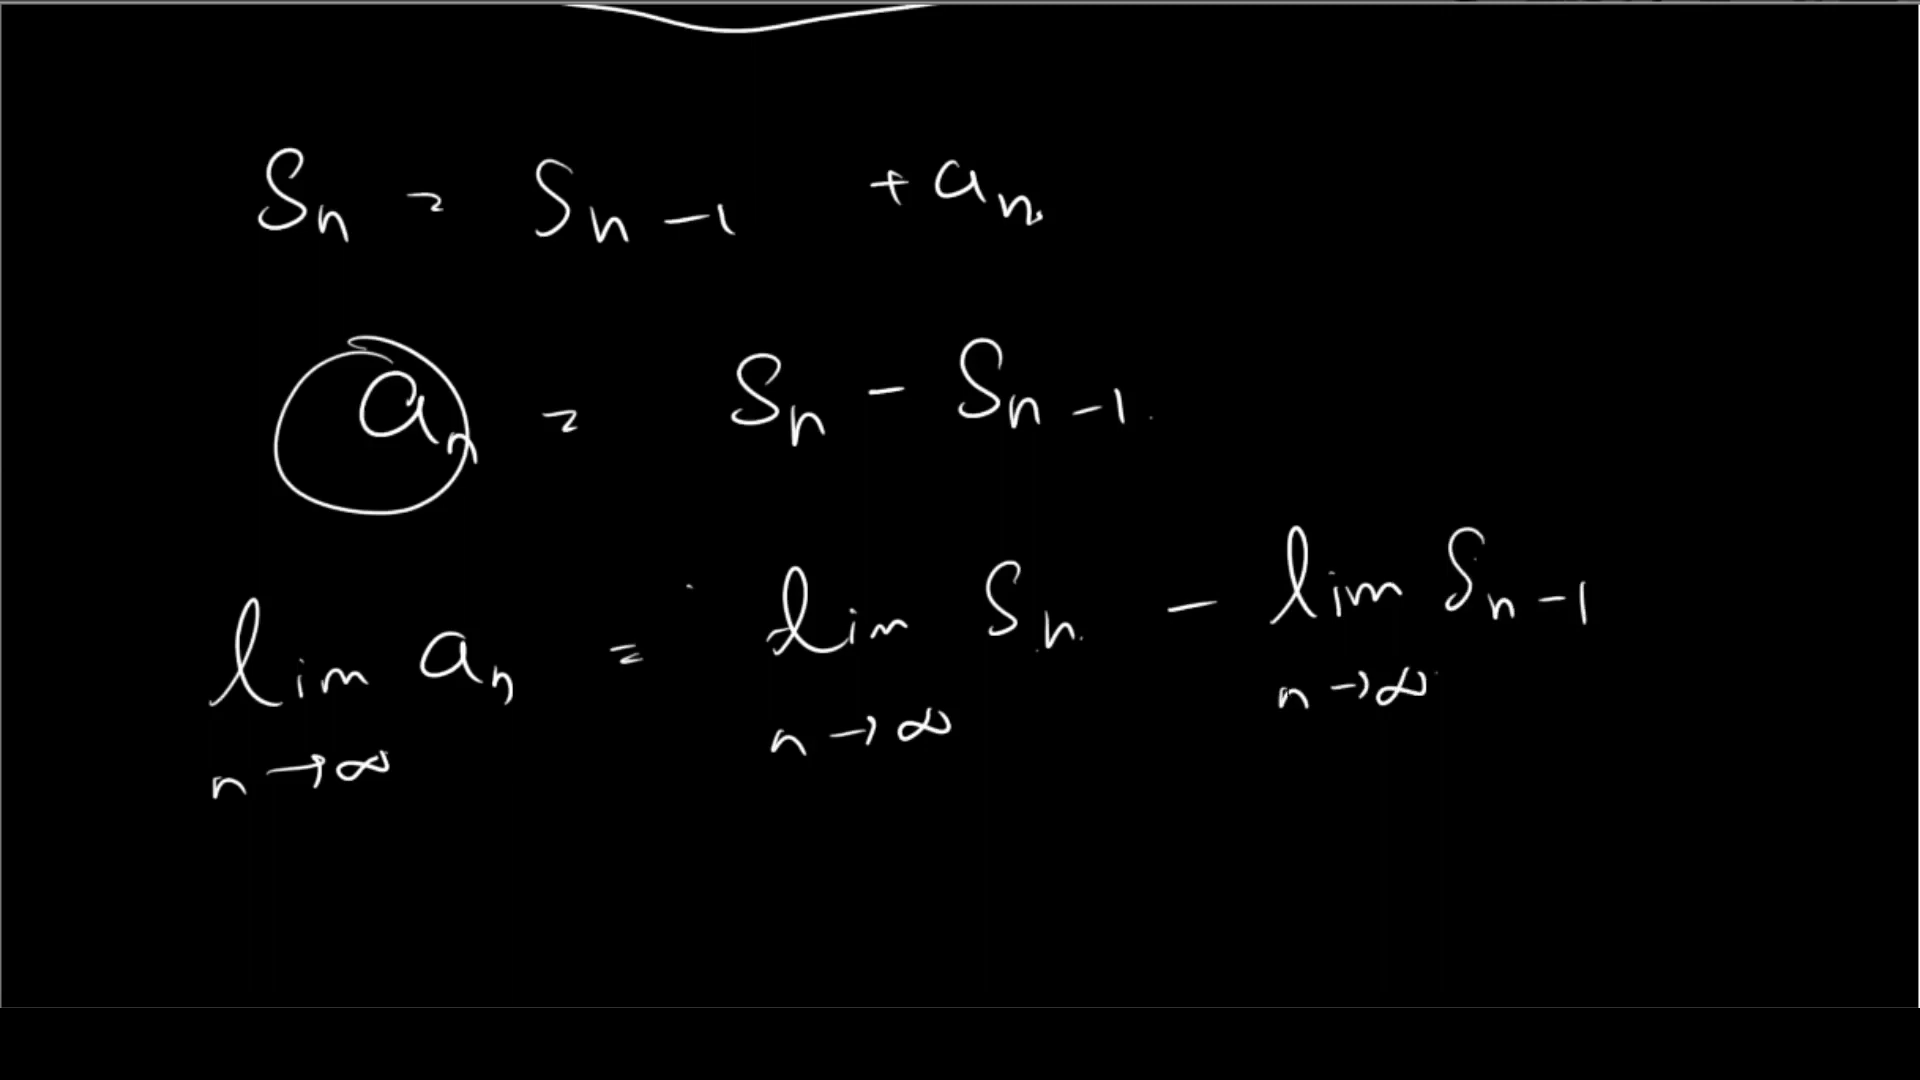 Sₙ = Sₙ₋₁ + aₙ
aₙ = Sₙ - Sₙ₋₁
lim aₙ = lim Sₙ - lim Sₙ₋₁
n→∞ n→∞ n→∞